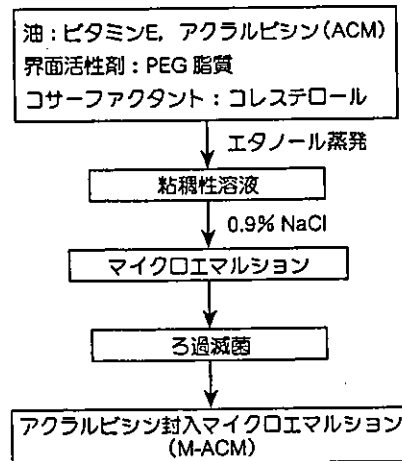 油：ビタミンE，アクラルビシン（ACM）
界面活性剤：PEG 脂質
コサーファクタント：コレステロール
エタノール蒸発
粘稠性溶液
0.9% NaCl
マイクロエマルション
ろ過滅菌
アクラルビシン封入マイクロエマルション
(M-ACM)